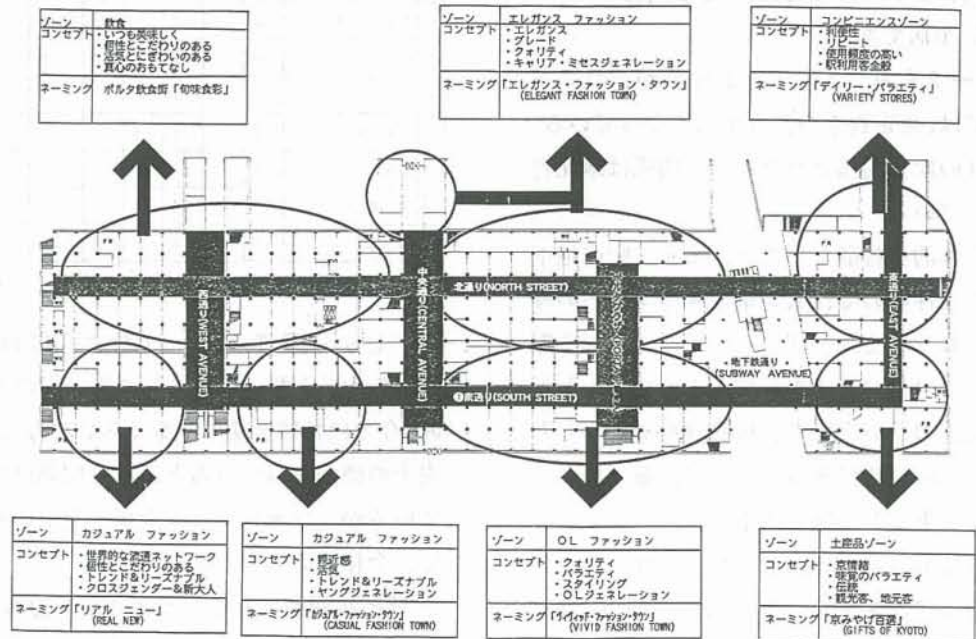 ゾーン 飲食
コンセプト ・いつも美味しく
・個性とこだわりのある
・活気とにぎわいのある
・真心のおもてなし
ネーミング ポルタ飲食街「旬味食彩」
ゾーン エレガンス ファッション
コンセプト ・エレガンス
・グレード
・クォリティ
・キャリア・ミセスジェネレーション
ネーミング 「エレガンス・ファッション・タウン」
(ELEGANT FASHION TOWN)
ゾーン コンビニエンスゾーン
コンセプト ・利便性
・リピート
・使用頻度の高い
・駅利用客全般
ネーミング 「デイリー・バラエティ」
(VARIETY STORES)
西通り(WEST AVENUE)
中央通り(CENTRAL AVENUE)
北通り(NORTH STREET)
東通り(EAST AVENUE)
地下鉄通り
(SUBWAY AVENUE)
南通り(SOUTH STREET)
ゾーン カジュアル ファッション
コンセプト ・世界的な流通ネットワーク
・個性とこだわりのある
・トレンド&リーズナブル
・クロスジェンダー&新大人
ネーミング 「リアル ニュー」
(REAL NEW)
ゾーン カジュアル ファッション
コンセプト ・親近感
・活気
・トレンド&リーズナブル
・ヤングジェネレーション
ネーミング 「カジュアル・ファッション・タウン」
(CASUAL FASHION TOWN)
ゾーン OL ファッション
コンセプト ・クォリティ
・バラエティ
・スタイリング
・OLジェネレーション
ネーミング 「ヴィヴィッド・ファッション・タウン」
(VIVID FASHION TOWN)
ゾーン 土産品ゾーン
コンセプト ・京情緒
・味覚のバラエティ
・伝統
・観光客、地元客
ネーミング 「京みやげ百選」
(GIFTS OF KYOTO)